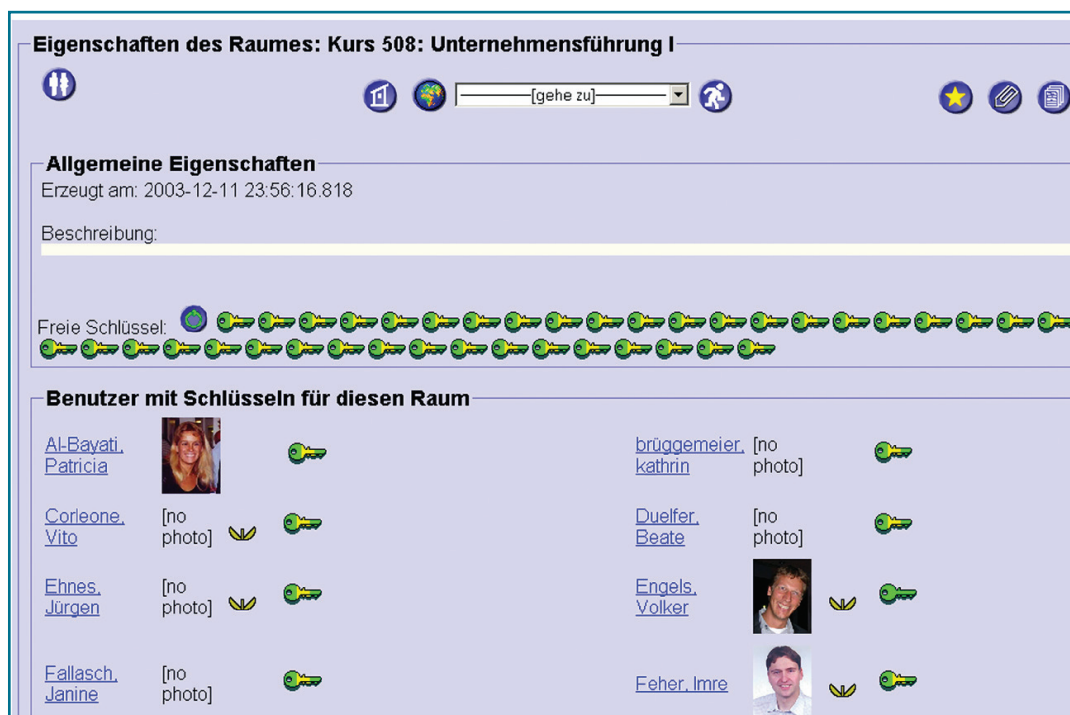 Eigenschaften des Raumes: Kurs 508: Unternehmensführung I
[gehe zu]
Allgemeine Eigenschaften
Erzeugt am: 2003-12-11 23:56:16.818
Beschreibung:
Freie Schlüssel:
Benutzer mit Schlüsseln für diesen Raum
Al-Bayati,
Patricia
brüggemeier,
kathrin
[no
photo]
Corleone,
Vito
[no
photo]
Duelfer,
Beate
[no
photo]
Ehnes,
Jürgen
[no
photo]
Engels,
Volker
Fallasch,
Janine
[no
photo]
Feher, Imre